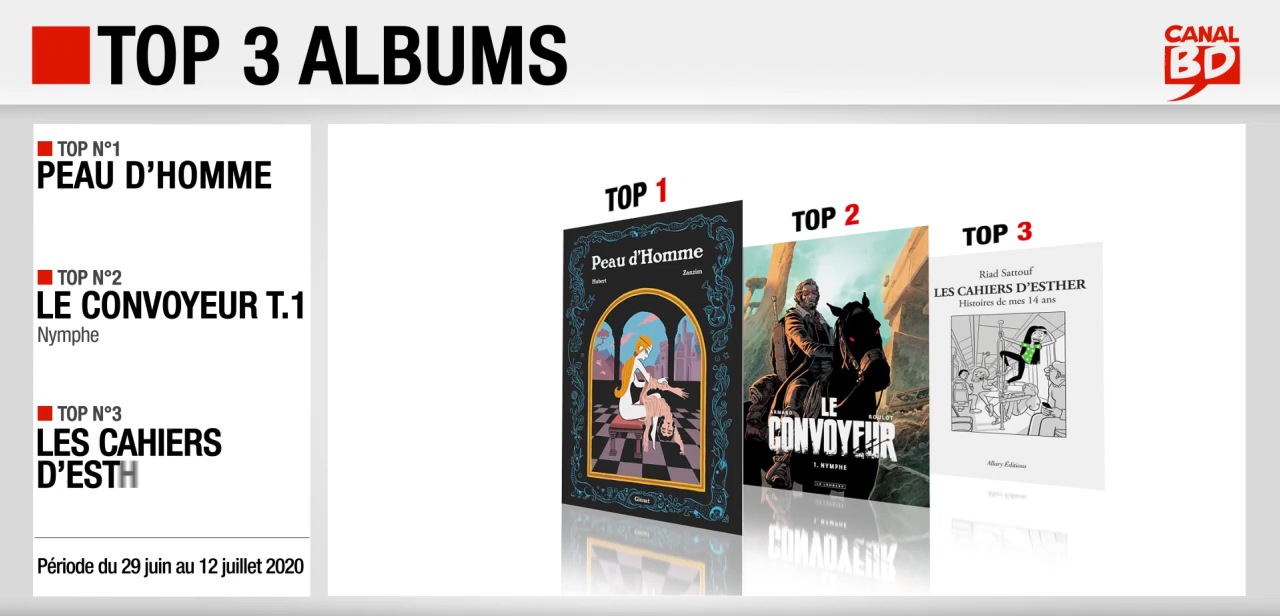 TOP 3 ALBUMS
CANAL
BD
TOP N°1
PEAU D’HOMME
TOP N°2
LE CONVOYEUR T.1
Nymphe
TOP N°3
LES CAHIERS
D’ESTH
Période du 29 juin au 12 juillet 2020
TOP 1
Peau d'Homme
Hubert
Zanzim
Glénat
TOP 2
ARMAND
ROULOT
LE
CONVOYEUR
1. NYMPHE
LE LOMBARD
TOP 3
Riad Sattouf
LES CAHIERS D'ESTHER
Histoires de mes 14 ans
Allary Éditions